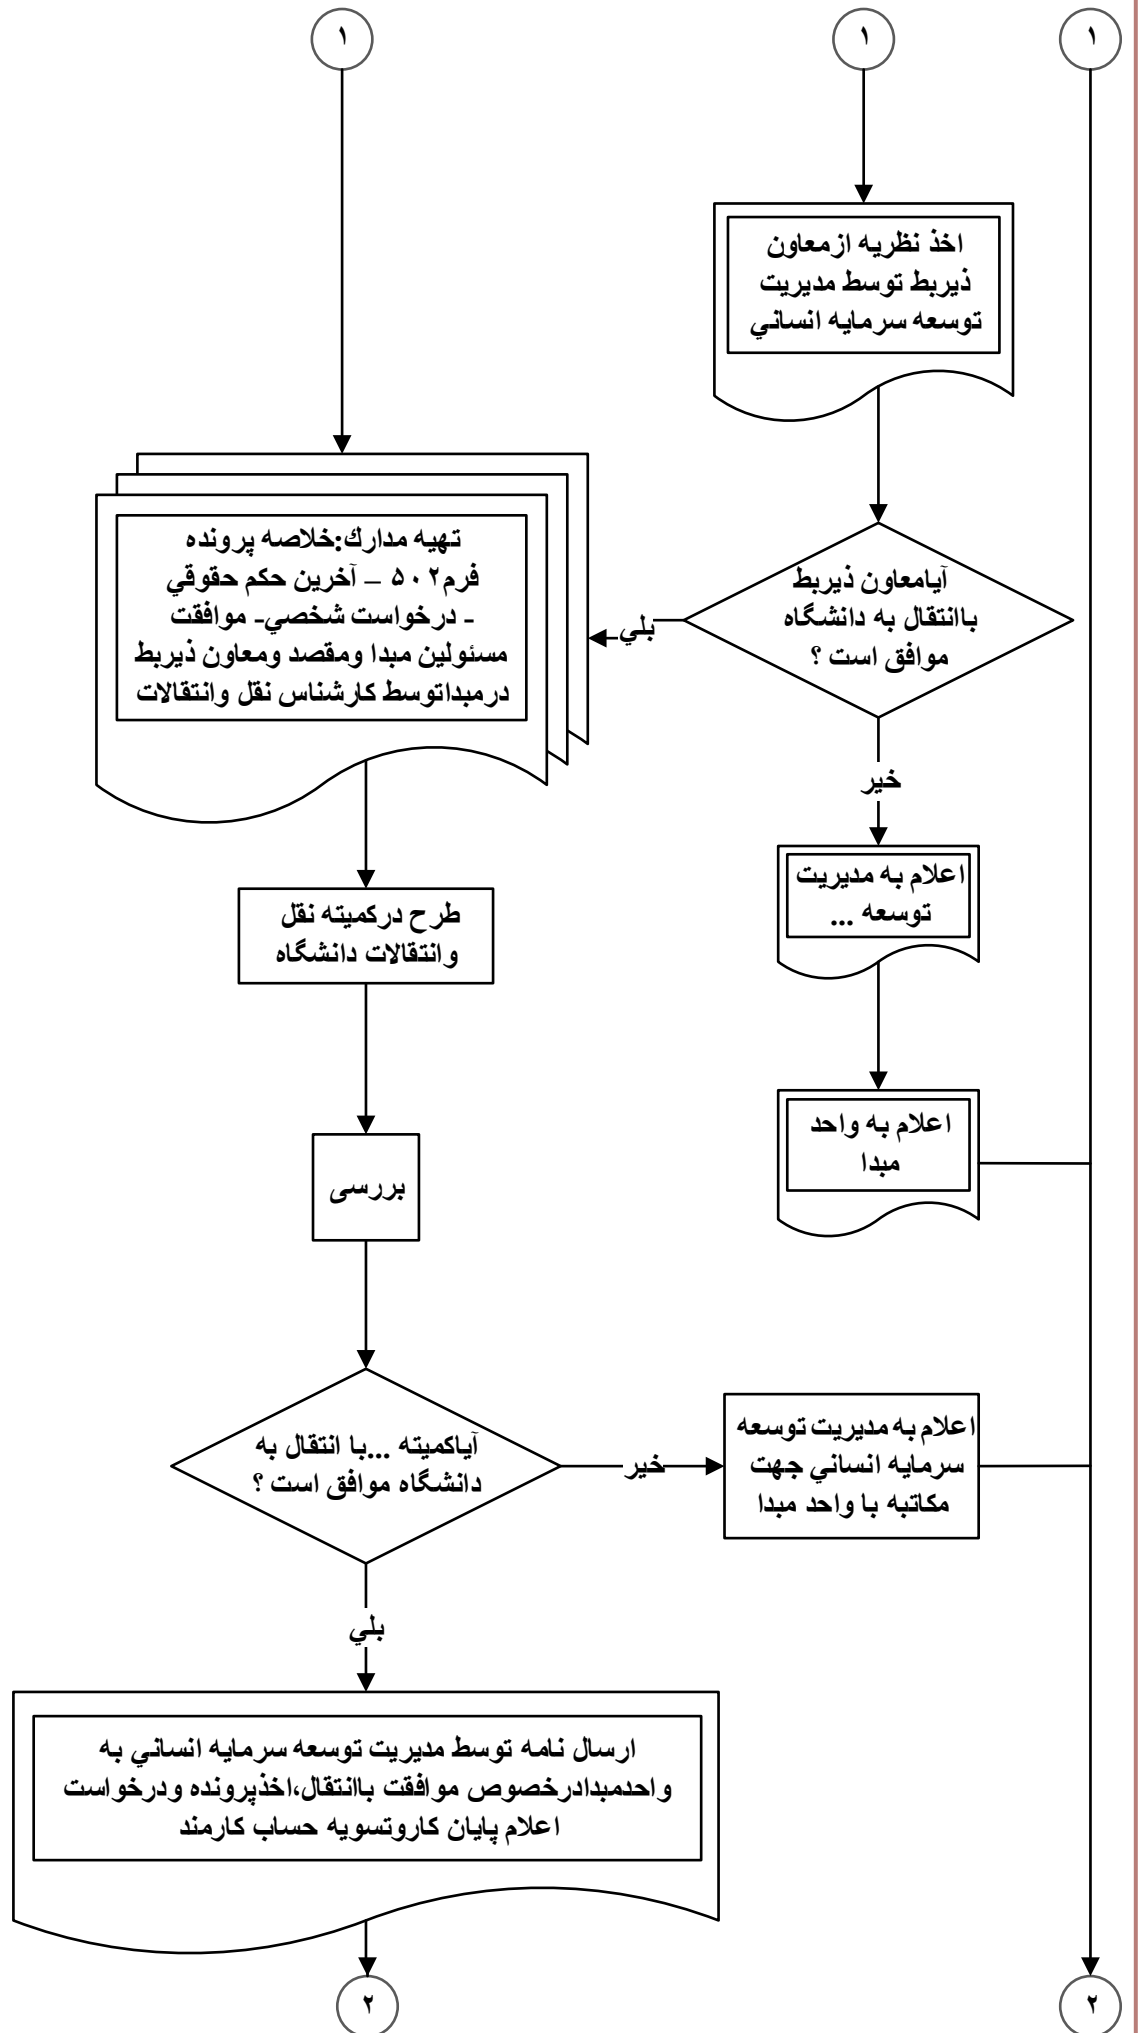 ۱
۱
۱
اخذ نظريه ازمعاون
ذيربط توسط مديريت
توسعه سرمايه انساني
آيامعاون ذيربط
باانتقال به دانشگاه
موافق است ؟
بلي
خير
تهيه مدارك:خلاصه پرونده
فرم۵۰۲ – آخرين حكم حقوقي
- درخواست شخصي- موافقت
مسئولين مبدا ومقصد ومعاون ذيربط
درمبداتوسط كارشناس نقل وانتقالات
اعلام به مديريت
توسعه ...
طرح دركميته نقل
وانتقالات دانشگاه
اعلام به واحد
مبدا
بررسی
آياكميته ...با انتقال به
دانشگاه موافق است ؟
خير
اعلام به مديريت توسعه
سرمايه انساني جهت
مكاتبه با واحد مبدا
بلي
ارسال نامه توسط مديريت توسعه سرمايه انساني به
واحدمبدادرخصوص موافقت باانتقال،اخذپرونده ودرخواست
اعلام پايان كاروتسويه حساب كارمند
۲
۲